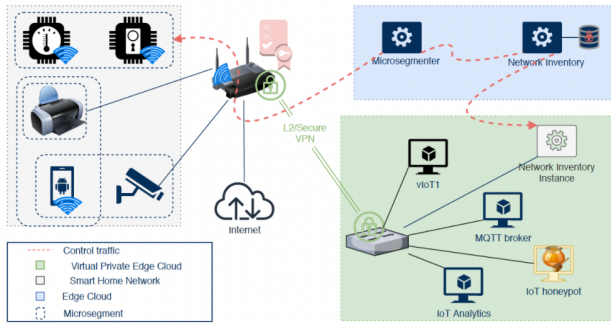 Microsegmenter
Network Inventory
L2/Secure
VPN
vIoT1
Network Inventory
Instance
Internet
MQTT broker
IoT honeypot
IoT Analytics
Control traffic
Virtual Private Edge Cloud
Smart Home Network
Edge Cloud
Microsegment